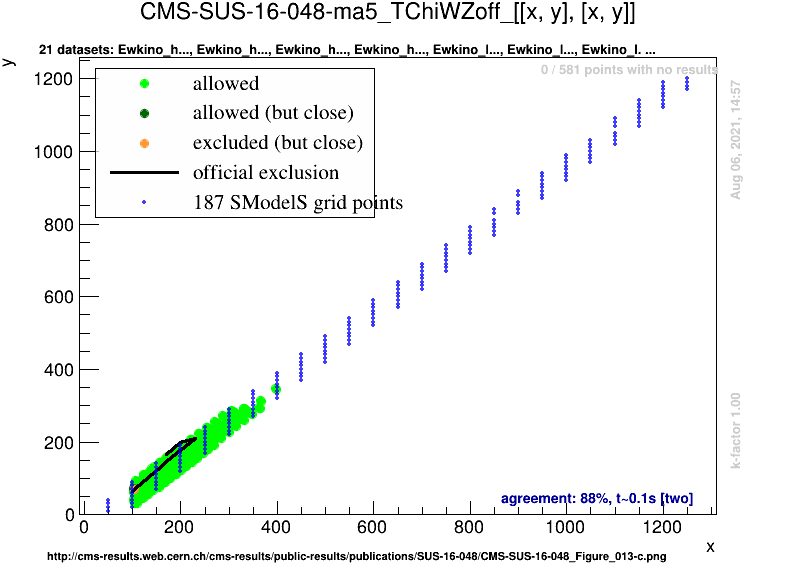 CMS-SUS-16-048-ma5_TChiWZoff_[[x, y], [x, y]]
21 datasets: Ewkino_h..., Ewkino_h..., Ewkino_h..., Ewkino_h..., Ewkino_l..., Ewkino_l..., Ewkino_l. ...
y
0 / 581 points with no results
allowed
allowed (but close)
excluded (but close)
official exclusion
187 SModelS grid points
Aug 06, 2021, 14:57
k-factor 1.00
1200
1000
800
600
400
200
0
agreement: 88%, t~0.1s [two]
0 200 400 600 800 1000 1200
x
http://cms-results.web.cern.ch/cms-results/public-results/publications/SUS-16-048/CMS-SUS-16-048_Figure_013-c.png